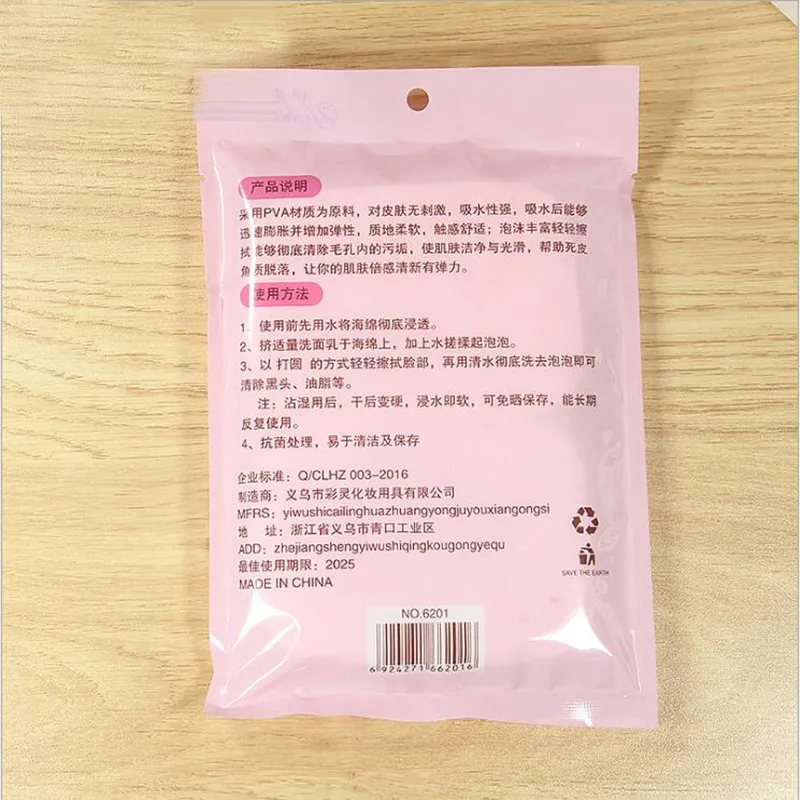 产品说明
采用PVA材质为原料，对皮肤无刺激，吸水性强，吸水后能够
迅速膨胀并增加弹性，质地柔软，触感舒适；泡沫丰富轻轻擦
拭能够彻底清除毛孔内的污垢，使肌肤洁净与光滑，帮助死皮
角质脱落，让你的肌肤倍感清新有弹力。
使用方法
1、使用前先用水将海绵彻底浸透。
2、挤适量洗面乳于海绵上，加上水搓揉起泡泡。
3、以 打圆 的方式轻轻擦拭脸部，再用清水彻底洗去泡泡即可
清除黑头、油脂等。
注：沾湿用后，干后变硬，浸水即软，可免晒保存，能长期
反复使用。
4、抗菌处理，易于清洁及保存
企业标准：Q/CLHZ 003-2016
制造商：义乌市彩灵化妆用具有限公司
MFRS：yiwushicailinghuazhuangyongjuyouxiangongsi
地 址：浙江省义乌市青口工业区
ADD：zhejiangshengyiwushiqingkougongyequ
最佳使用期限：2025
MADE IN CHINA
SAVE THE EARTH
NO.6201
6 924271 662016